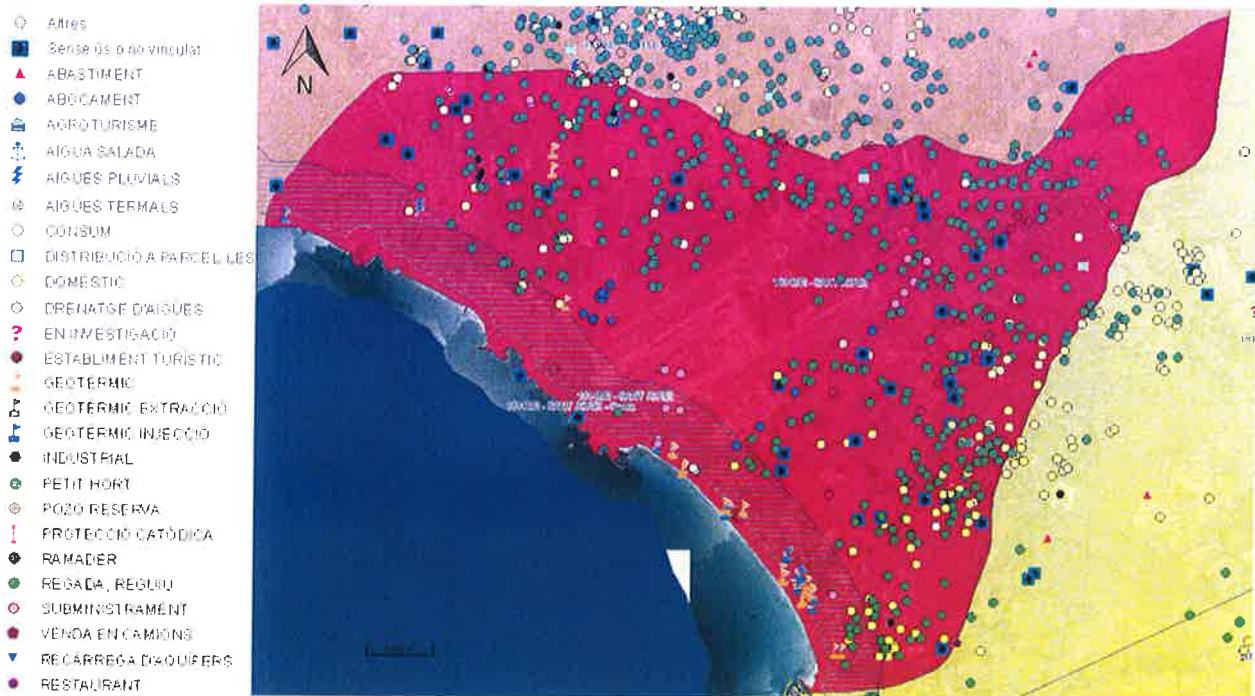 Altres
Sense ús o no vinculat
ABASTIMENT
ABOCAMENT
AGROTURISME
AIGUA SALADA
AIGÜES PLUVIALS
AIGÜES TERMALS
CONSUM
DISTRIBUCIÓ A PARCEL·LES
DOMÈSTIC
DRENATGE D'AIGÜES
EN INVESTIGACIÓ
ESTABLIMENT TURÍSTIC
GEOTÈRMIC
GEOTÈRMIC EXTRACCIÓ
GEOTÈRMIC INJECCIÓ
INDUSTRIAL
PETIT HORT
POZO RESERVA
PROTECCIÓ CATÒDICA
RAMADER
REGADA, REGUIU
SUBMINISTRAMENT
VENDA EN CAMIONS
RECÀRREGA D'AQÜÍFERS
RESTAURANT
N